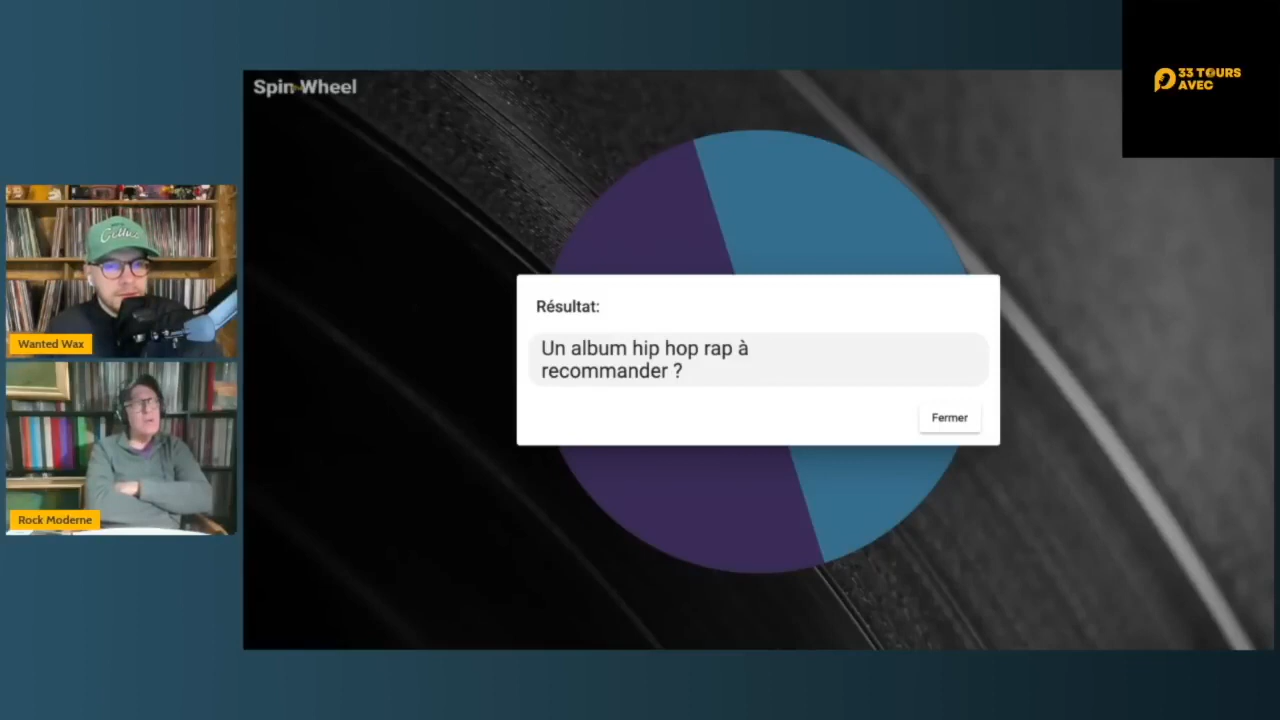 Spin Wheel
33 TOURS
AVEC
Wanted Wax
Rock Moderne
Résultat:
Un album hip hop rap à
recommander ?
Fermer